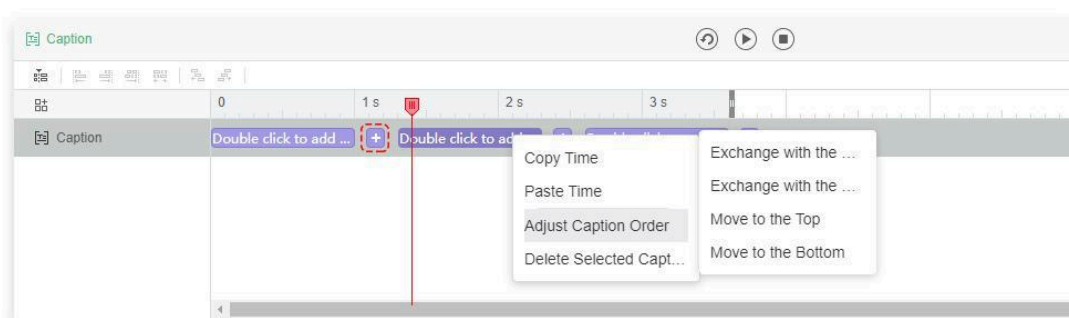 Caption
0 1 s 2 s 3 s
Caption
Double click to add ... + Double click to ad
Copy Time
Paste Time
Adjust Caption Order
Delete Selected Capt...
Exchange with the ...
Exchange with the ...
Move to the Top
Move to the Bottom